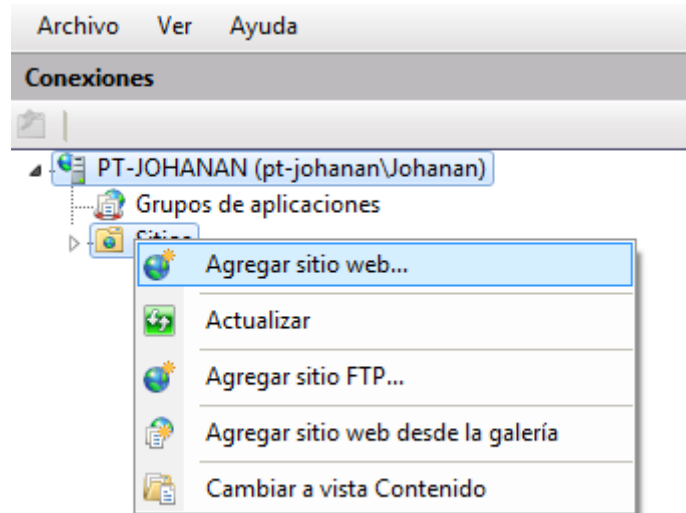 Archivo Ver Ayuda
Conexiones
PT-JOHANAN (pt-johanan\Johanan)
Grupos de aplicaciones
Sitios
Agregar sitio web...
Actualizar
Agregar sitio FTP...
Agregar sitio web desde la galería
Cambiar a vista Contenido